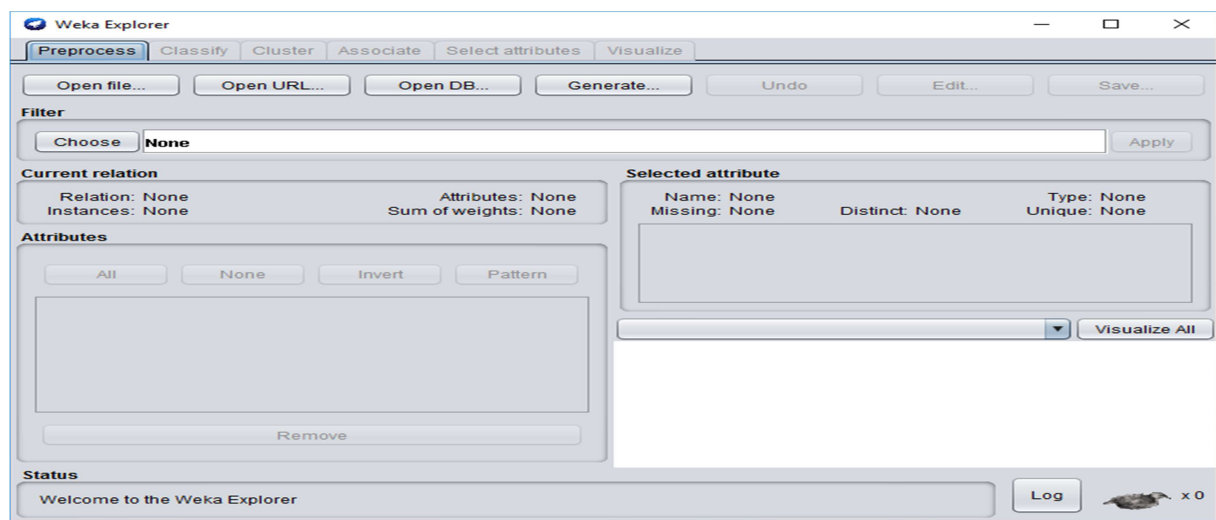 Weka Explorer
Preprocess Classify Cluster Associate Select attributes Visualize
Open file... Open URL... Open DB... Generate... Undo Edit... Save...
Filter
Choose None Apply
Current relation
Relation: None Attributes: None
Instances: None Sum of weights: None
Attributes
All None Invert Pattern
Remove
Selected attribute
Name: None Type: None
Missing: None Distinct: None Unique: None
Visualize All
Status
Welcome to the Weka Explorer
Log x 0